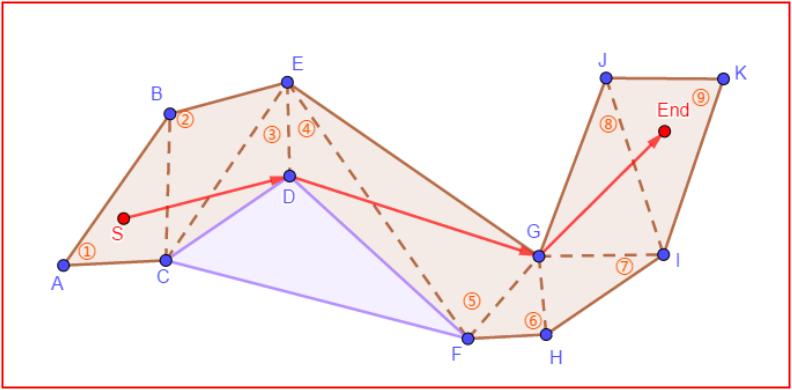 J
K
E
B
End
⑨
②
③
④
⑧
D
S
G
①
A
C
⑦
I
⑤
⑥
F
H